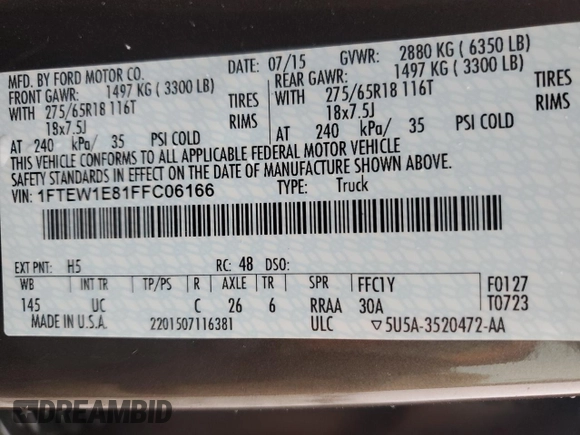 MFD. BY FORD MOTOR CO. DATE: 07/15 GVWR: 2880 KG ( 6350 LB)
FRONT GAWR: 1497 KG ( 3300 LB) REAR GAWR: 1497 KG ( 3300 LB)
WITH 275/65R18 116T TIRES WITH 275/65R18 116T TIRES
18x7.5J RIMS 18x7.5J RIMS
AT 240 kPa/ 35 PSI COLD AT 240 kPa/ 35 PSI COLD
THIS VEHICLE CONFORMS TO ALL APPLICABLE FEDERAL MOTOR VEHICLE
SAFETY STANDARDS IN EFFECT ON THE DATE OF MANUFACTURE SHOWN ABOVE.
VIN: 1FTEW1E81FFC06166 TYPE: Truck
EXT PNT: H5 RC: 48 DSO:
WB INT TR TP/PS R AXLE TR SPR FFC1Y F0127
145 UC C 26 6 RRAA 30A T0723
MADE IN U.S.A. 2201507116381 ULC ▽5U5A-3520472-AA
DREAMBID